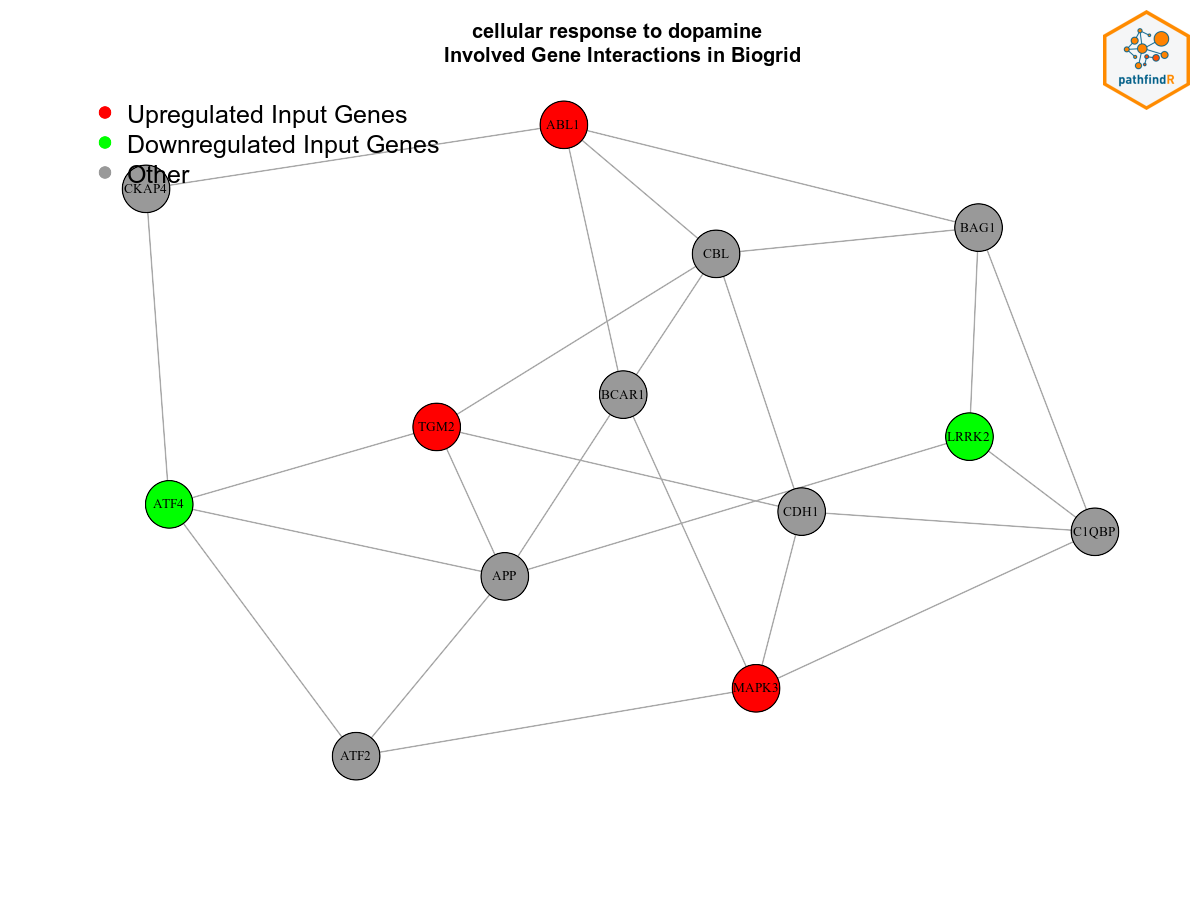 cellular response to dopamine
Involved Gene Interactions in Biogrid
pathfindR
Upregulated Input Genes
Downregulated Input Genes
Other
ABL1
CKAP4
BAG1
CBL
BCAR1
TGM2
LRRK2
ATF4
CDH1
C1QBP
APP
MAPK3
ATF2